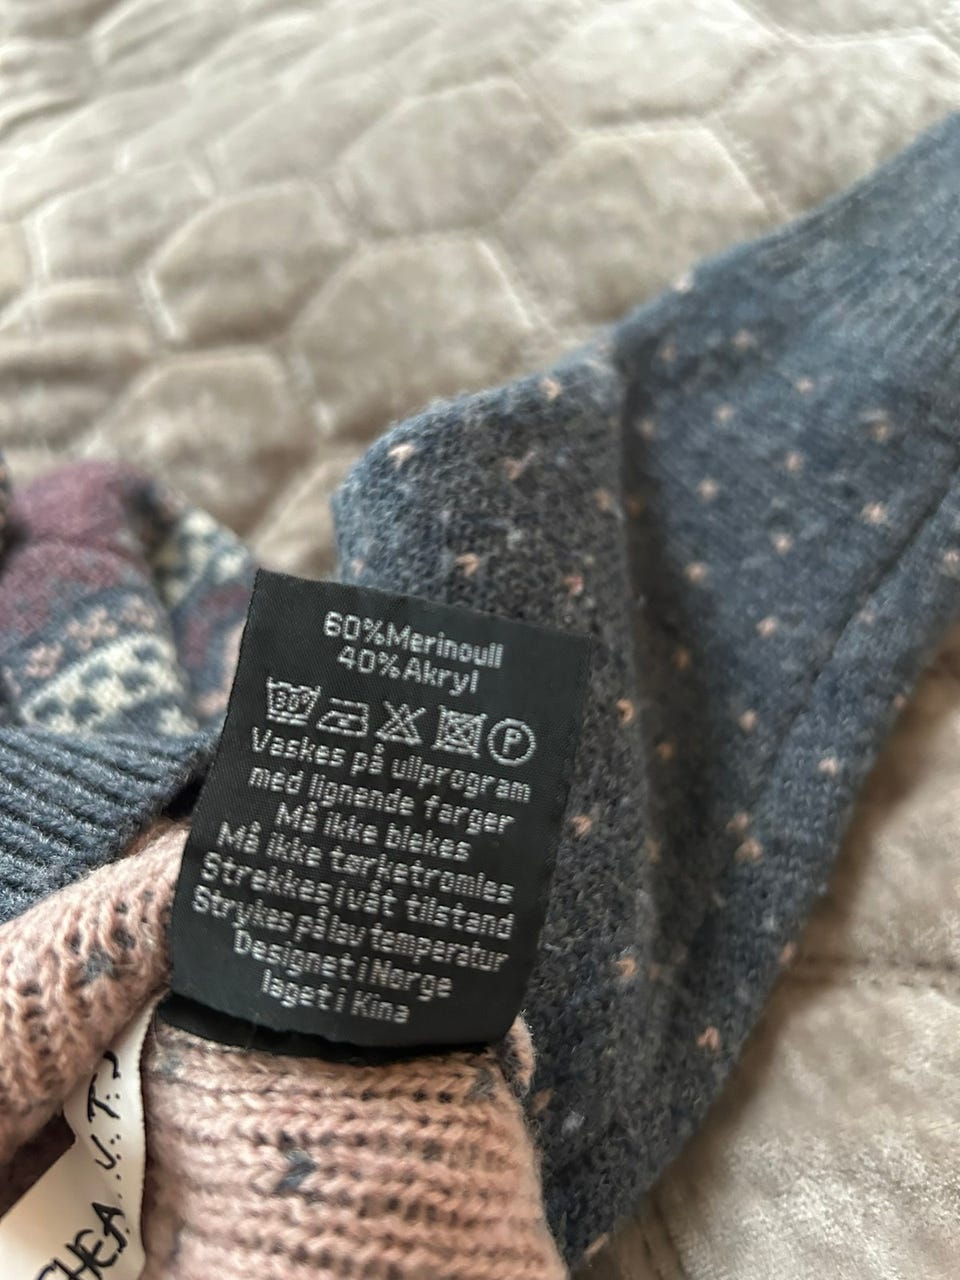 60%Merinoull
40%Akryl
P
Vaskes på ullprogram
med lignende farger
Må ikke blekes
Må ikke tørketromles
Strekkes i våt tilstand
Strykes på lav temperatur
Designet i Norge
laget i Kina